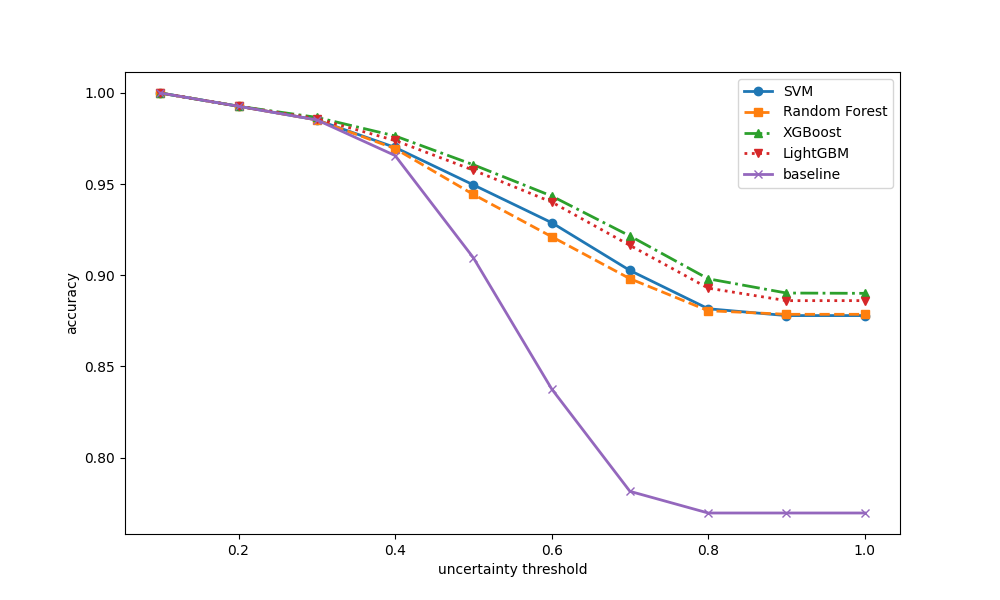 SVM
Random Forest
XGBoost
LightGBM
baseline
1.00
0.95
0.90
0.85
0.80
accuracy
0.2 0.4 0.6 0.8 1.0
uncertainty threshold